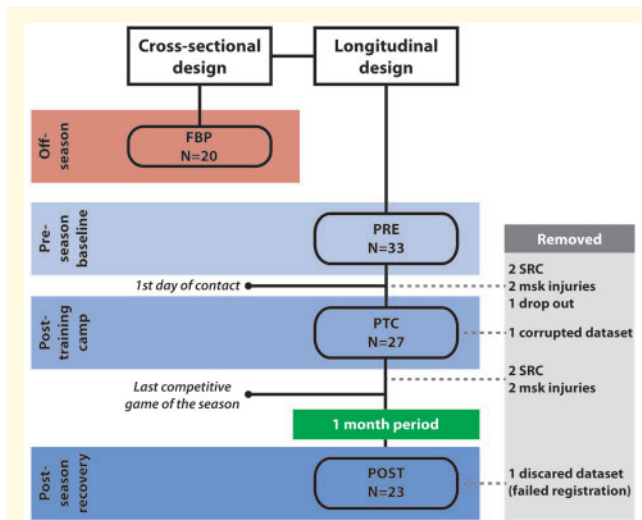 Cross-sectional
design
Longitudinal
design
Off-
season
FBP
N=20
Pre-
season
baseline
PRE
N=33
Removed
1st day of contact
2 SRC
2 msk injuries
1 drop out
Post-
training
camp
PTC
N=27
1 corrupted dataset
Last competitive
game of the season
2 SRC
2 msk injuries
1 month period
Post-
season
recovery
POST
N=23
1 discared dataset
(failed registration)